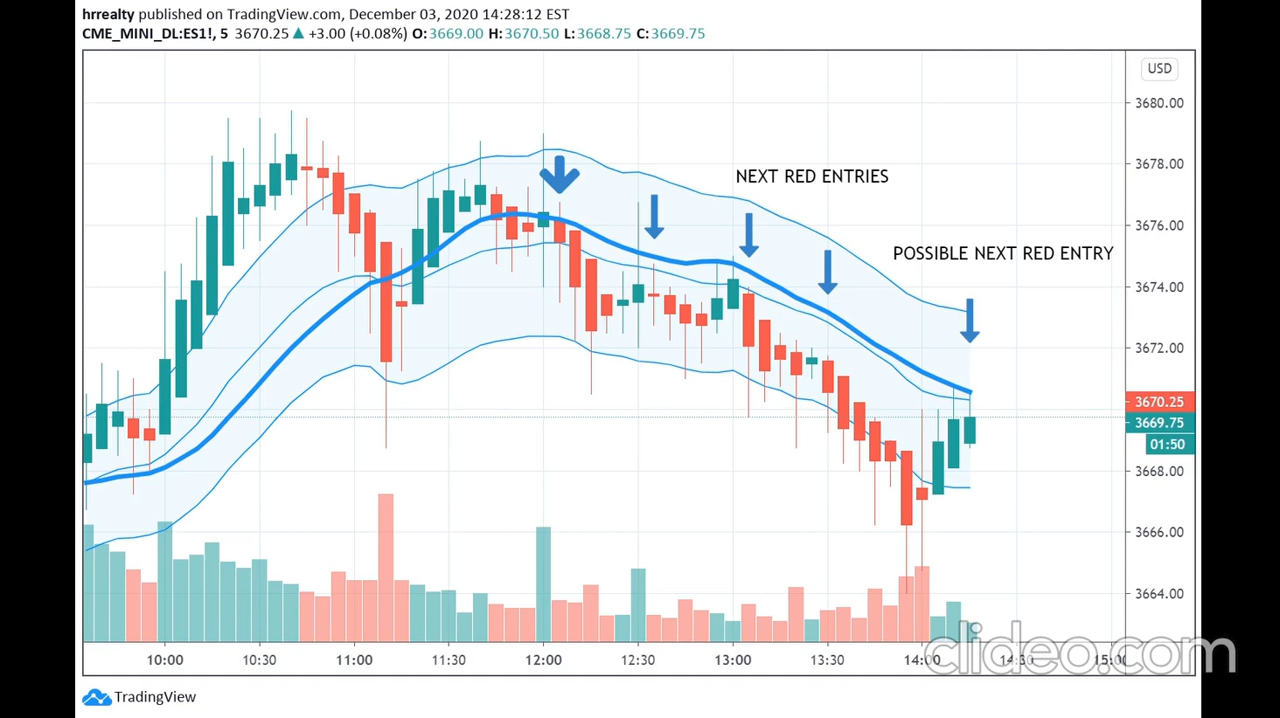 hrrealty published on TradingView.com, December 03, 2020 14:28:12 EST
CME_MINI_DL:ES1!, 5 3670.25 ▲ +3.00 (+0.08%) O:3669.00 H:3670.50 L:3668.75 C:3669.75
USD
3680.00
3678.00
NEXT RED ENTRIES
3676.00
POSSIBLE NEXT RED ENTRY
3674.00
3672.00
3670.25
3669.75
01:50
3668.00
3666.00
3664.00
10:00 10:30 11:00 11:30 12:00 12:30 13:00 13:30 14:00 14:30 15:00
clideo.com
TradingView